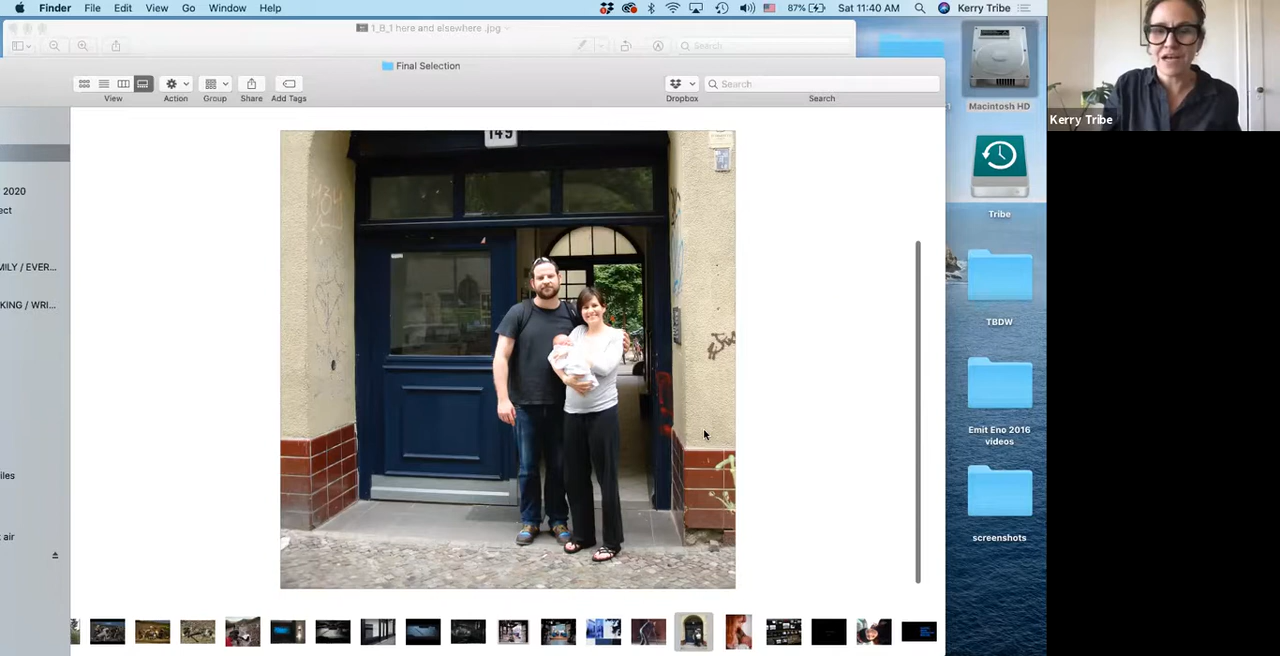 Finder File Edit View Go Window Help 87% Sat 11:40 AM Kerry Tribe
1_B_1 here and elsewhere .jpg
Search
Final Selection
Search
View Action Group Share Add Tags Dropbox Search
149
2020
ect
MILY / EVER...
KING / WRI...
iles
t air
Macintosh HD
Tribe
TBDW
Emit Eno 2016
videos
screenshots
Kerry Tribe